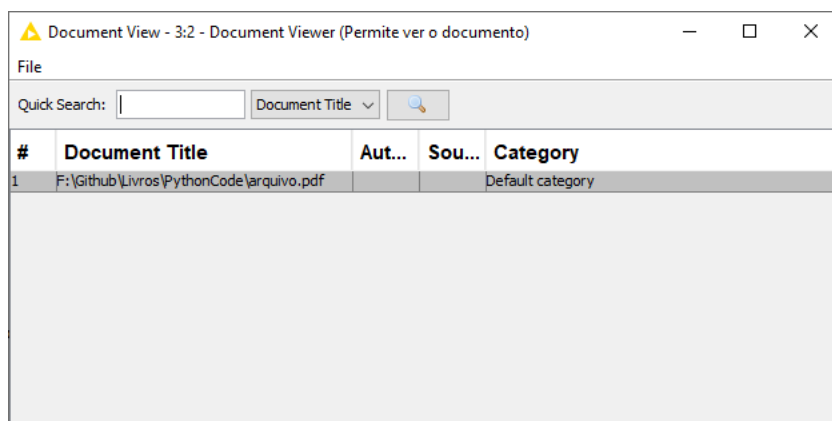 Document View - 3:2 - Document Viewer (Permite ver o documento)
File
Quick Search: Document Title
# Document Title Aut... Sou... Category
1 F:\Github\Livros\PythonCode\arquivo.pdf Default category